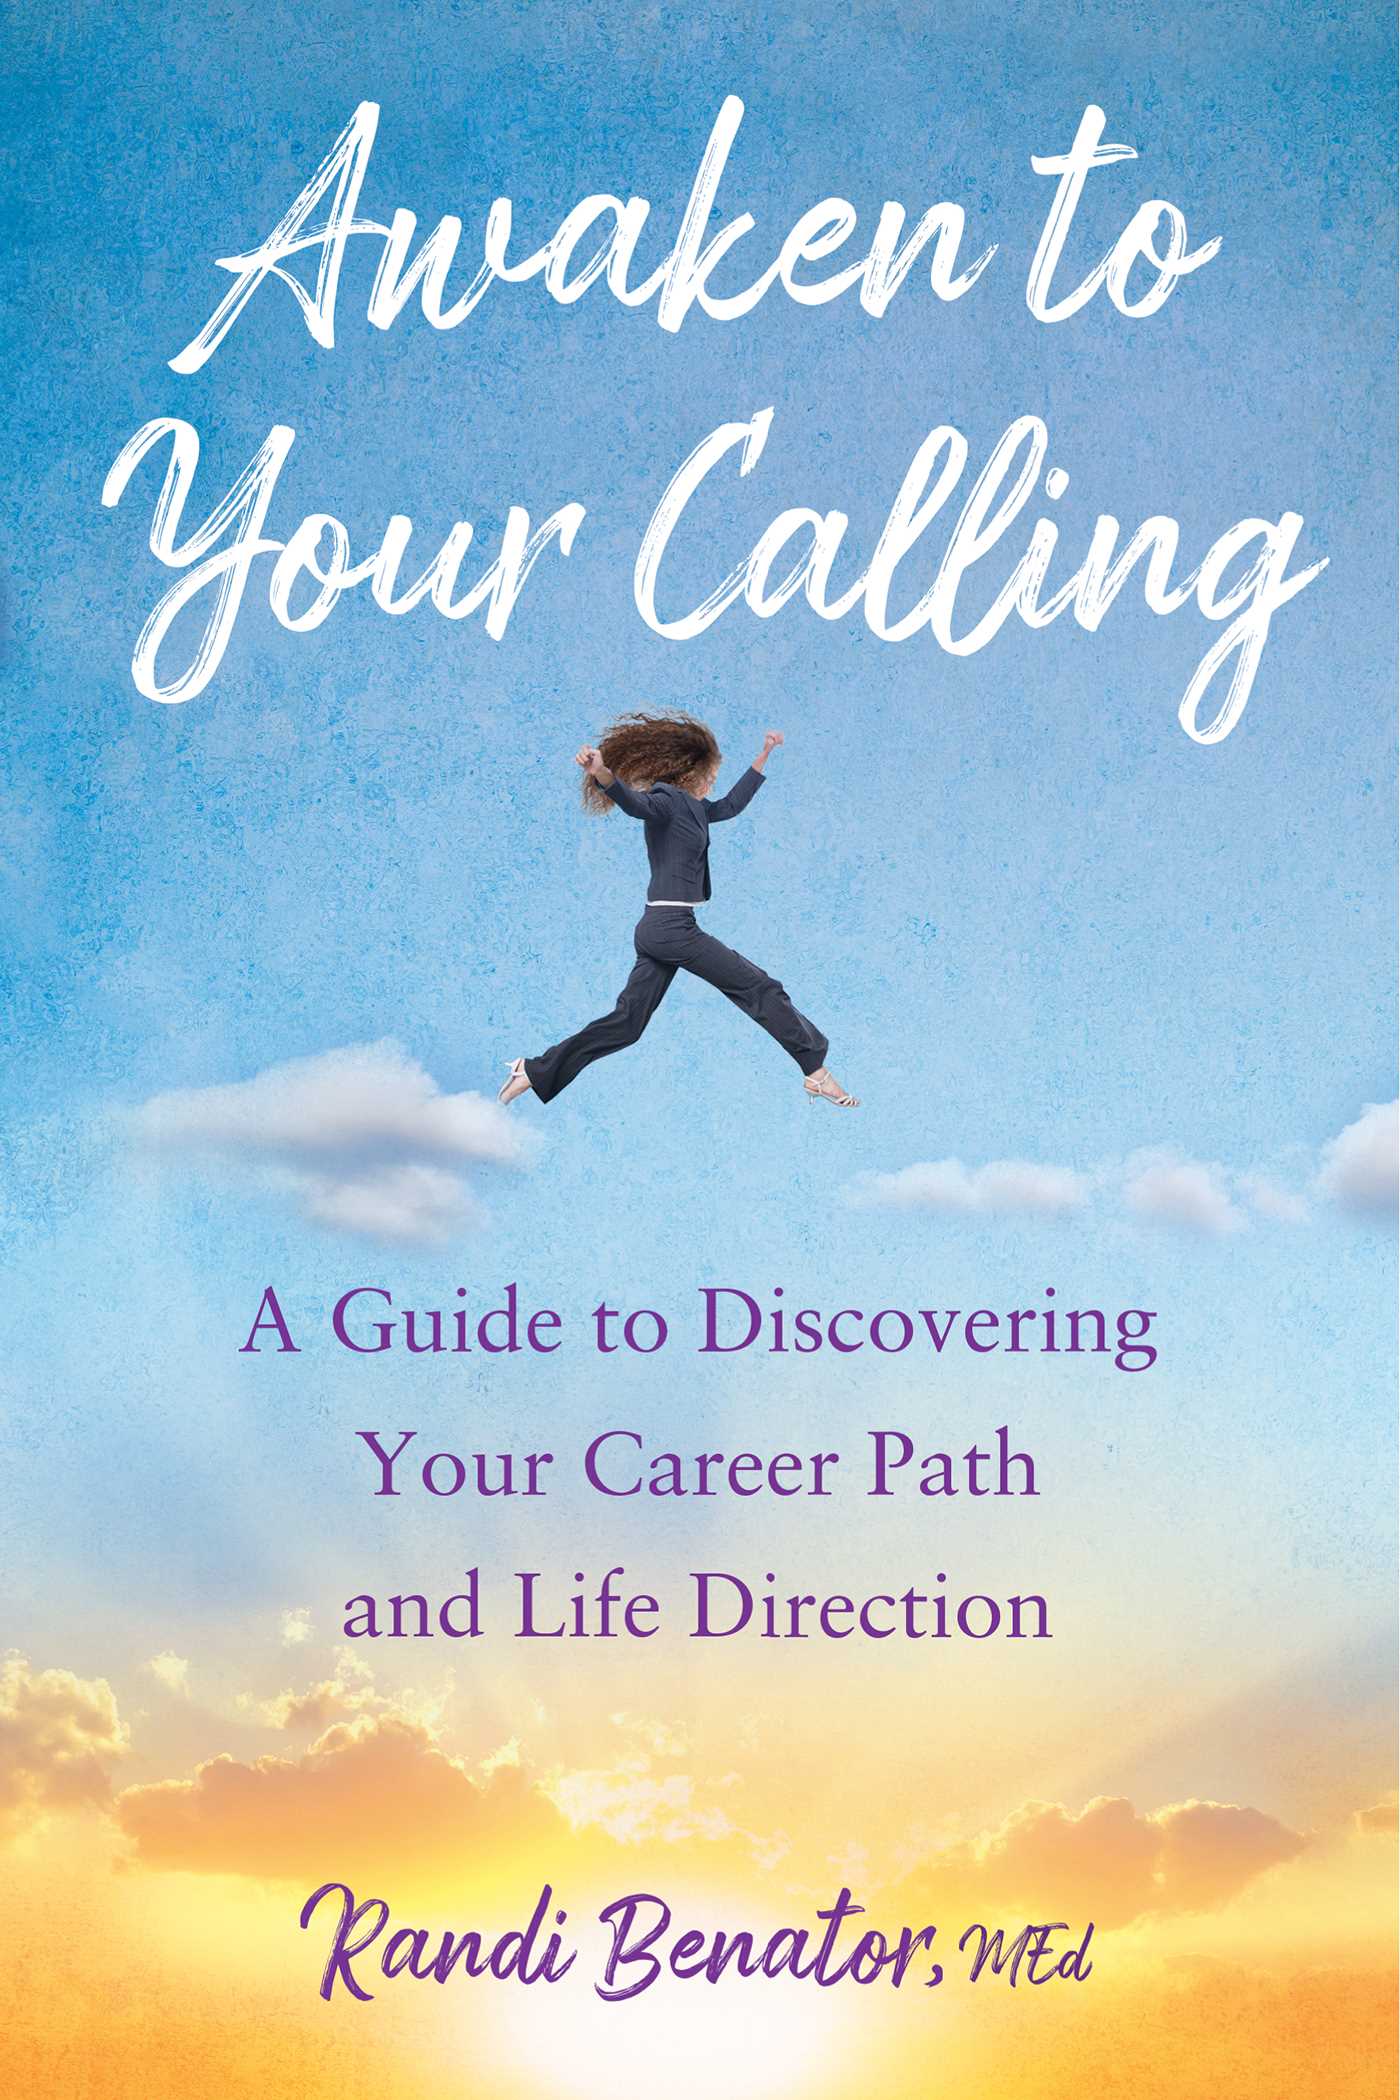 Awaken to
Your Calling
A Guide to Discovering
Your Career Path
and Life Direction
Randi Benator, MEd